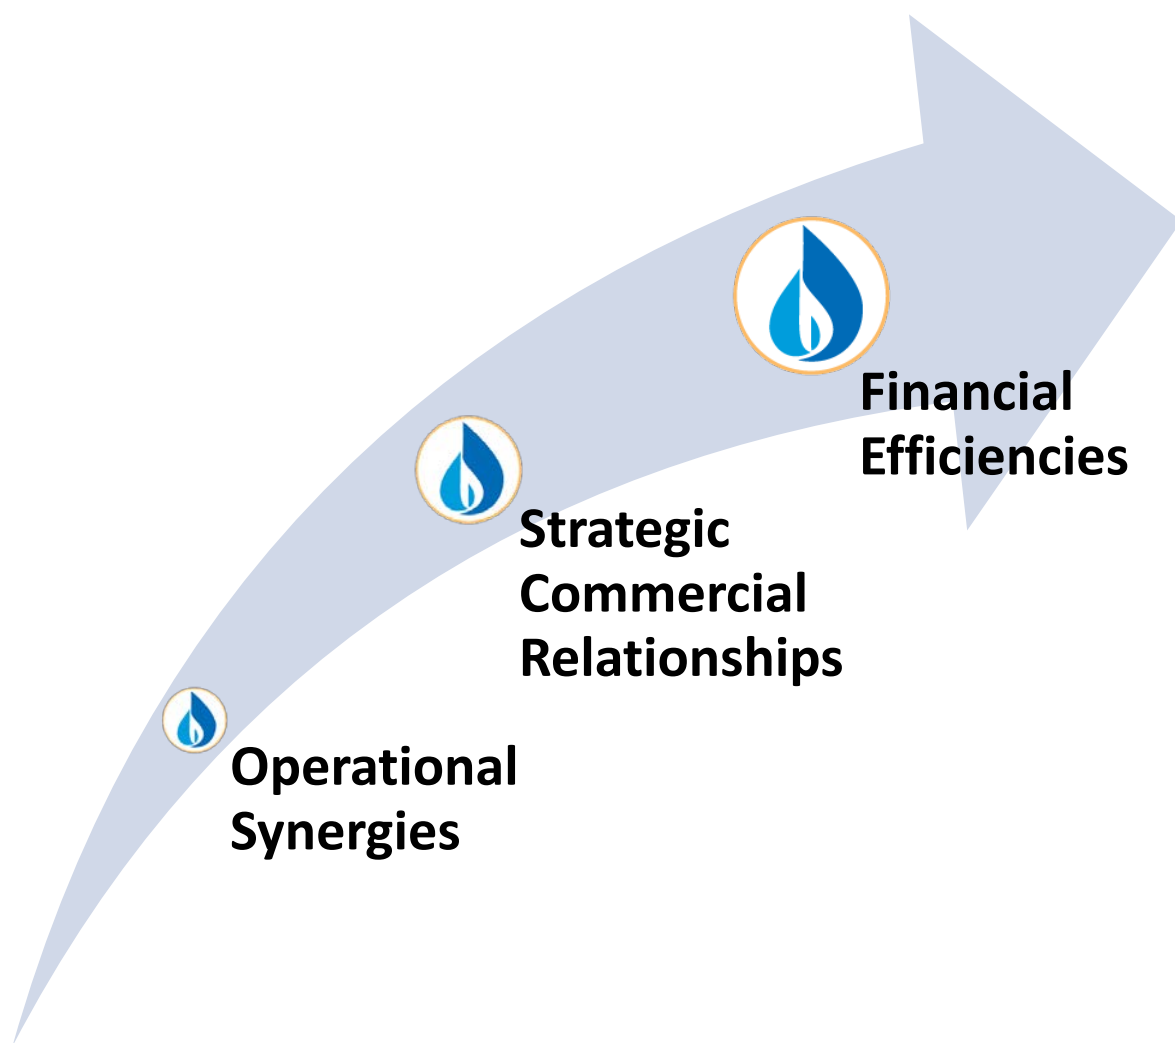 Financial
Efficiencies
Strategic
Commercial
Relationships
Operational
Synergies